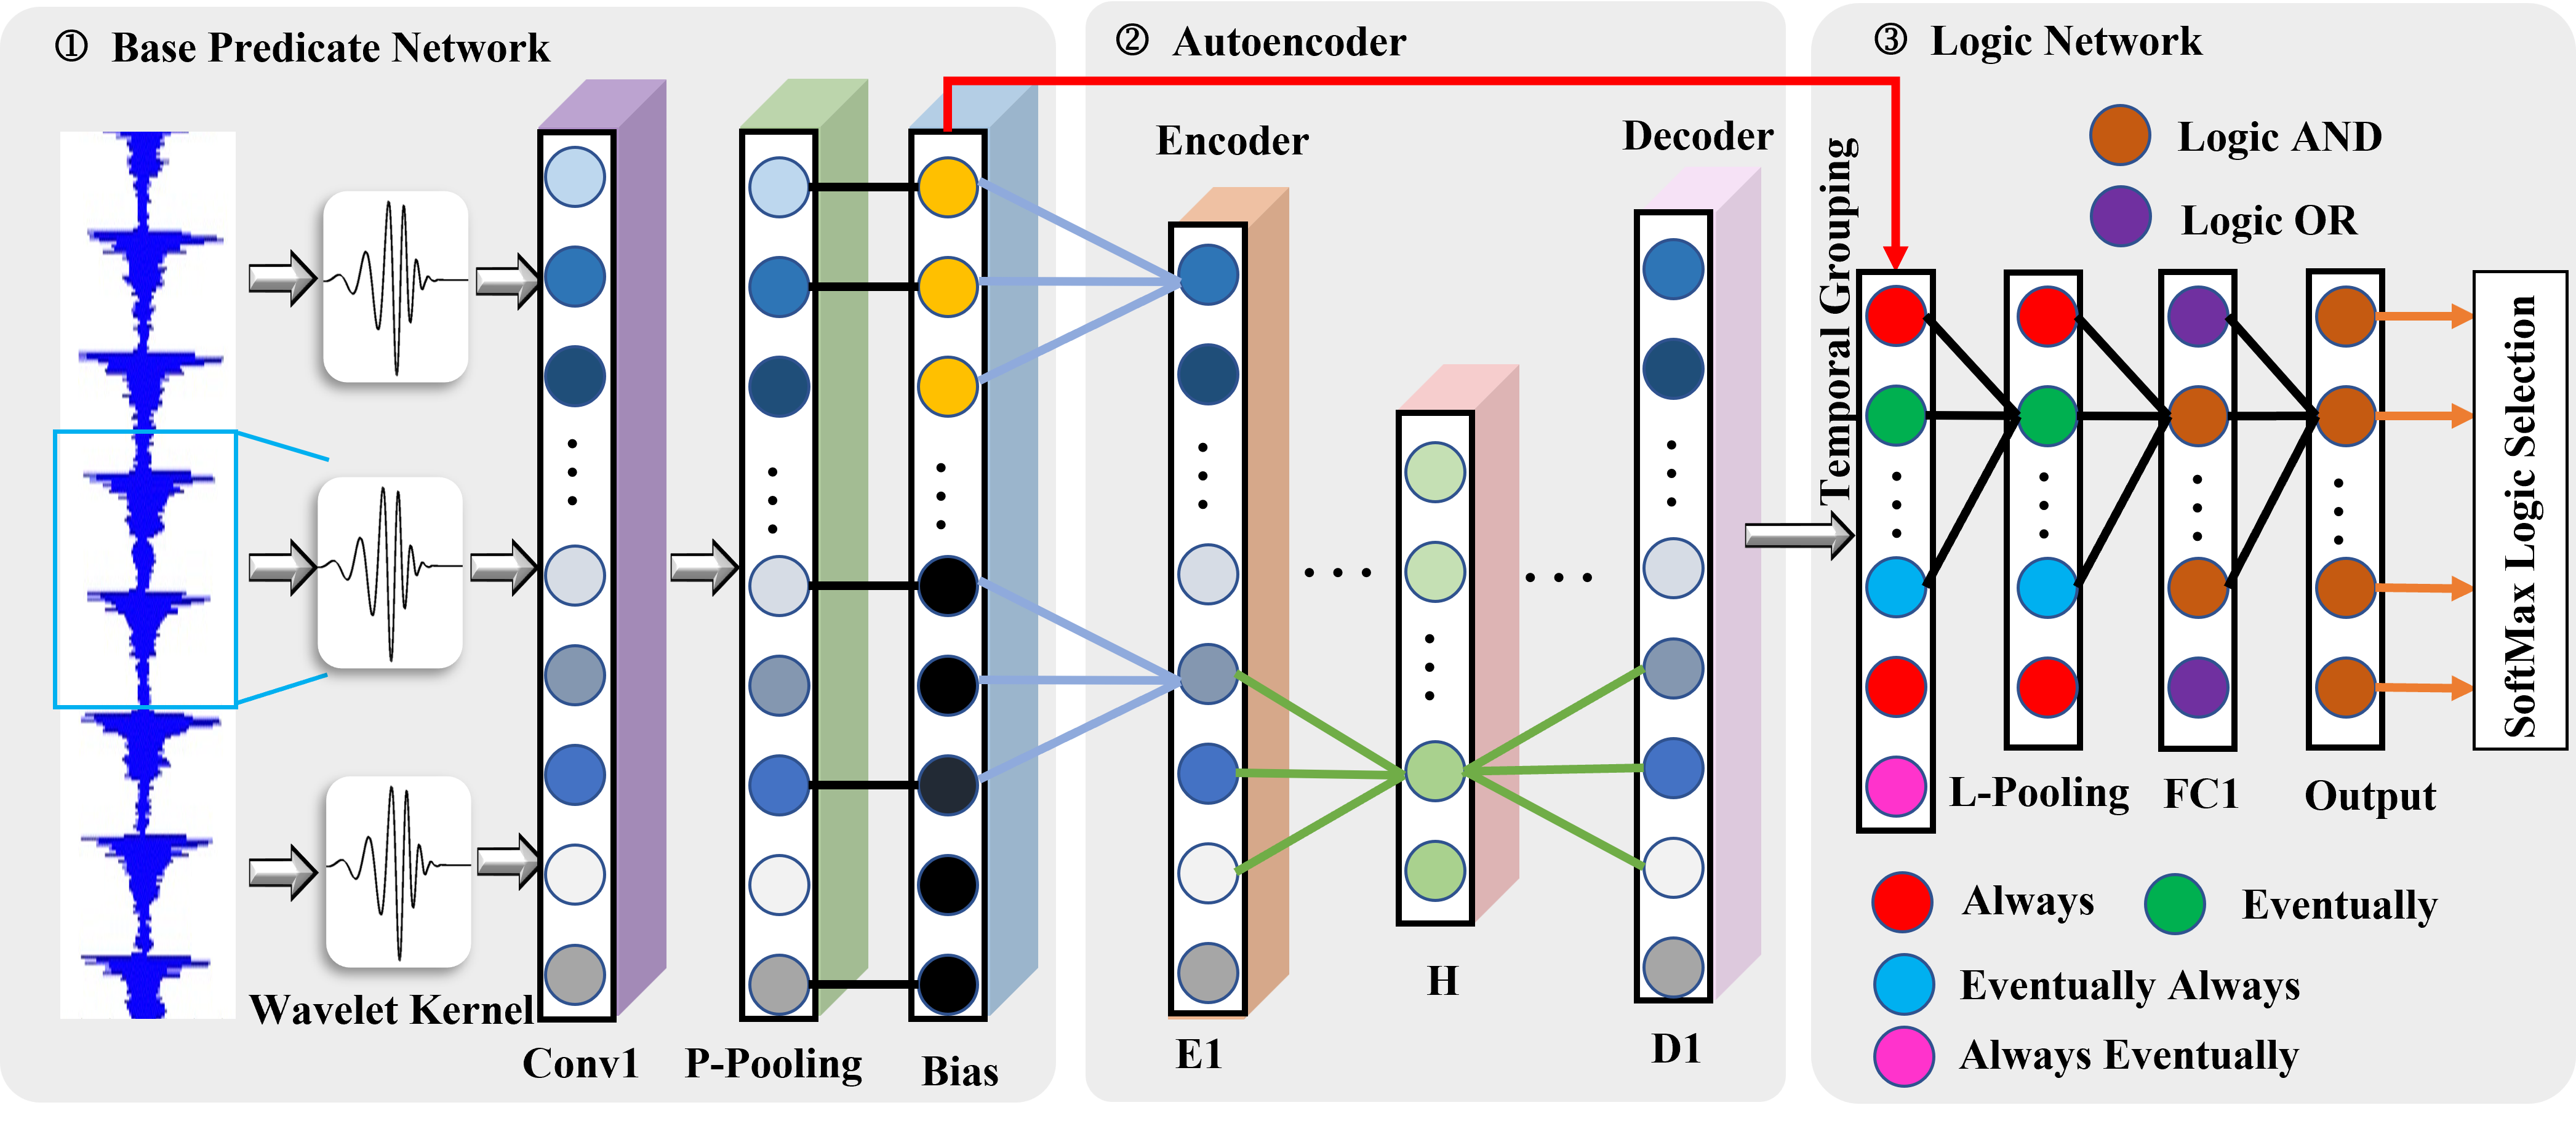 ① Base Predicate Network
Wavelet Kernel
Conv1
P-Pooling
Bias
② Autoencoder
Encoder
Decoder
E1
H
D1
③ Logic Network
Logic AND
Logic OR
Temporal Grouping
SoftMax Logic Selection
L-Pooling
FC1
Output
Always
Eventually
Eventually Always
Always Eventually